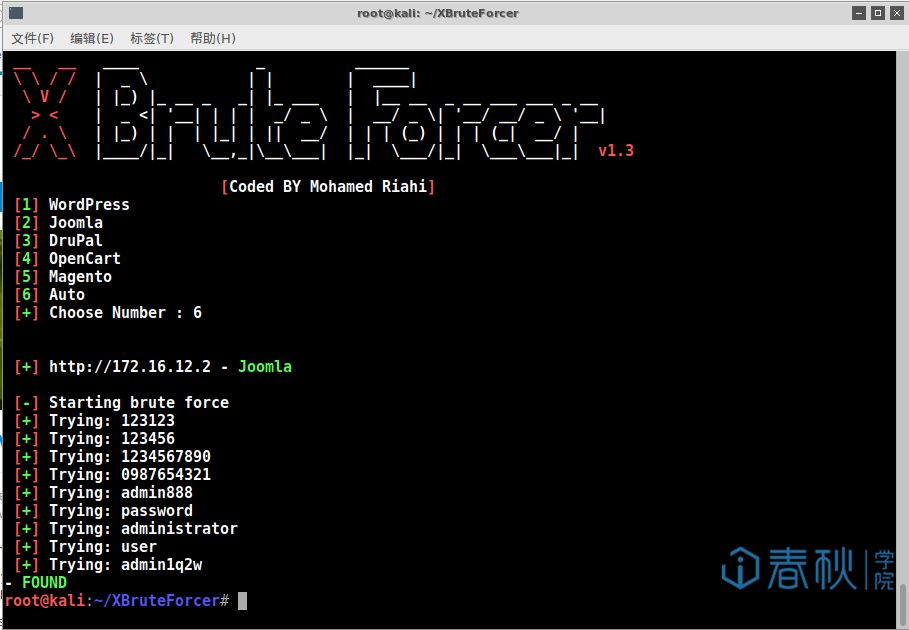 root@kali: ~/XBruteForcer
文件(F) 编辑(E) 标签(T) 帮助(H)
X Brute Forcer v1.3
[Coded BY Mohamed Riahi]
[1] WordPress
[2] Joomla
[3] DruPal
[4] OpenCart
[5] Magento
[6] Auto
[+] Choose Number : 6
[+] http://172.16.12.2 - Joomla
[-] Starting brute force
[+] Trying: 123123
[+] Trying: 123456
[+] Trying: 1234567890
[+] Trying: 0987654321
[+] Trying: admin888
[+] Trying: password
[+] Trying: administrator
[+] Trying: user
[+] Trying: admin1q2w
- FOUND
root@kali:~/XBruteForcer#
春秋学院